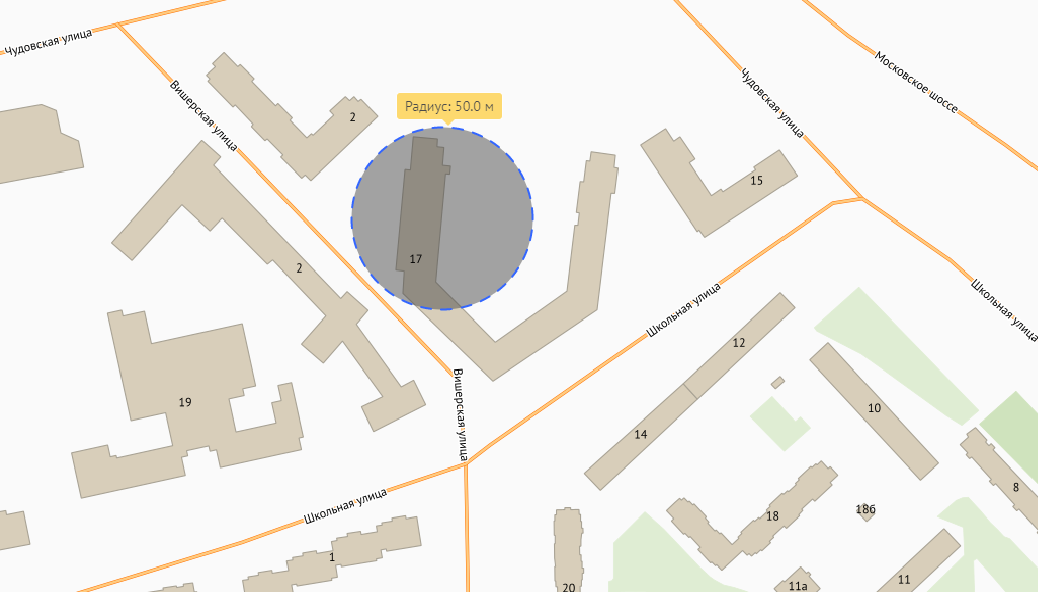 Чудовская улица
Вишерская улица
2
Радиус: 50.0 м
Чудовская улица
Московское шоссе
15
17
2
Школьная улица
Школьная улица
12
19
Вишерская улица
14
10
Школьная улица
8
18
18б
1
20
11а
11